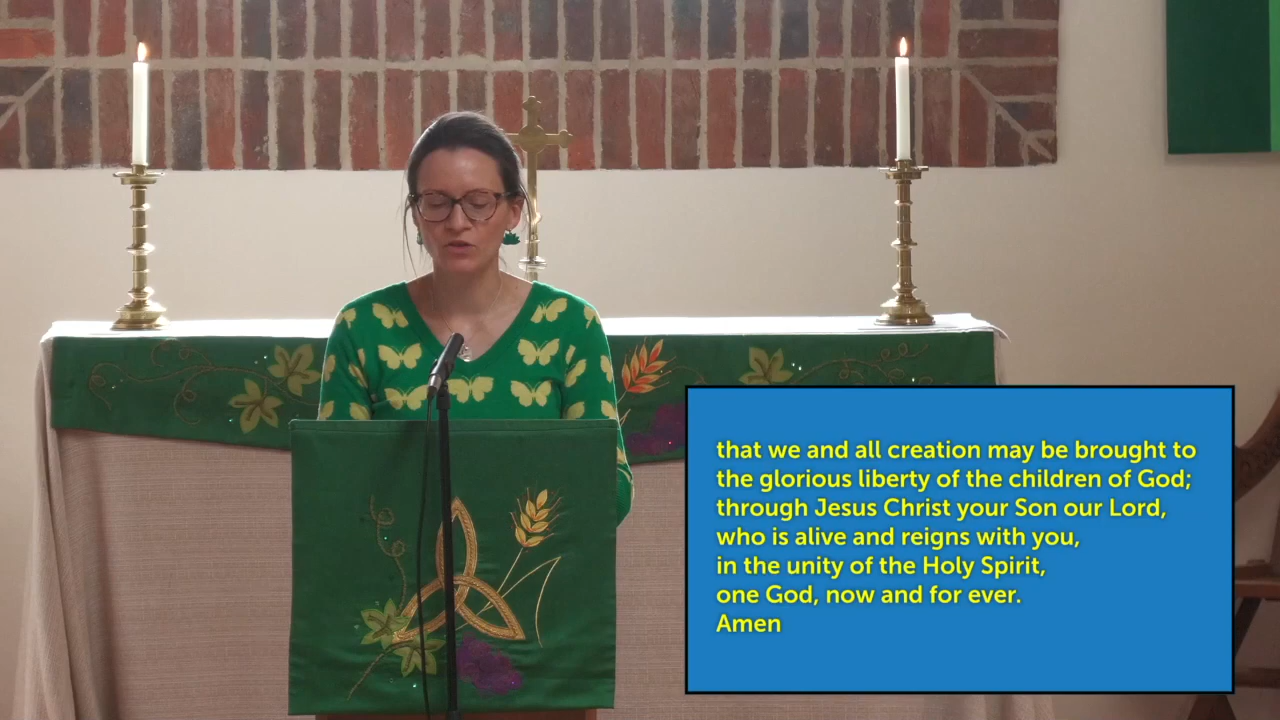 that we and all creation may be brought to
the glorious liberty of the children of God;
through Jesus Christ your Son our Lord,
who is alive and reigns with you,
in the unity of the Holy Spirit,
one God, now and for ever.
Amen